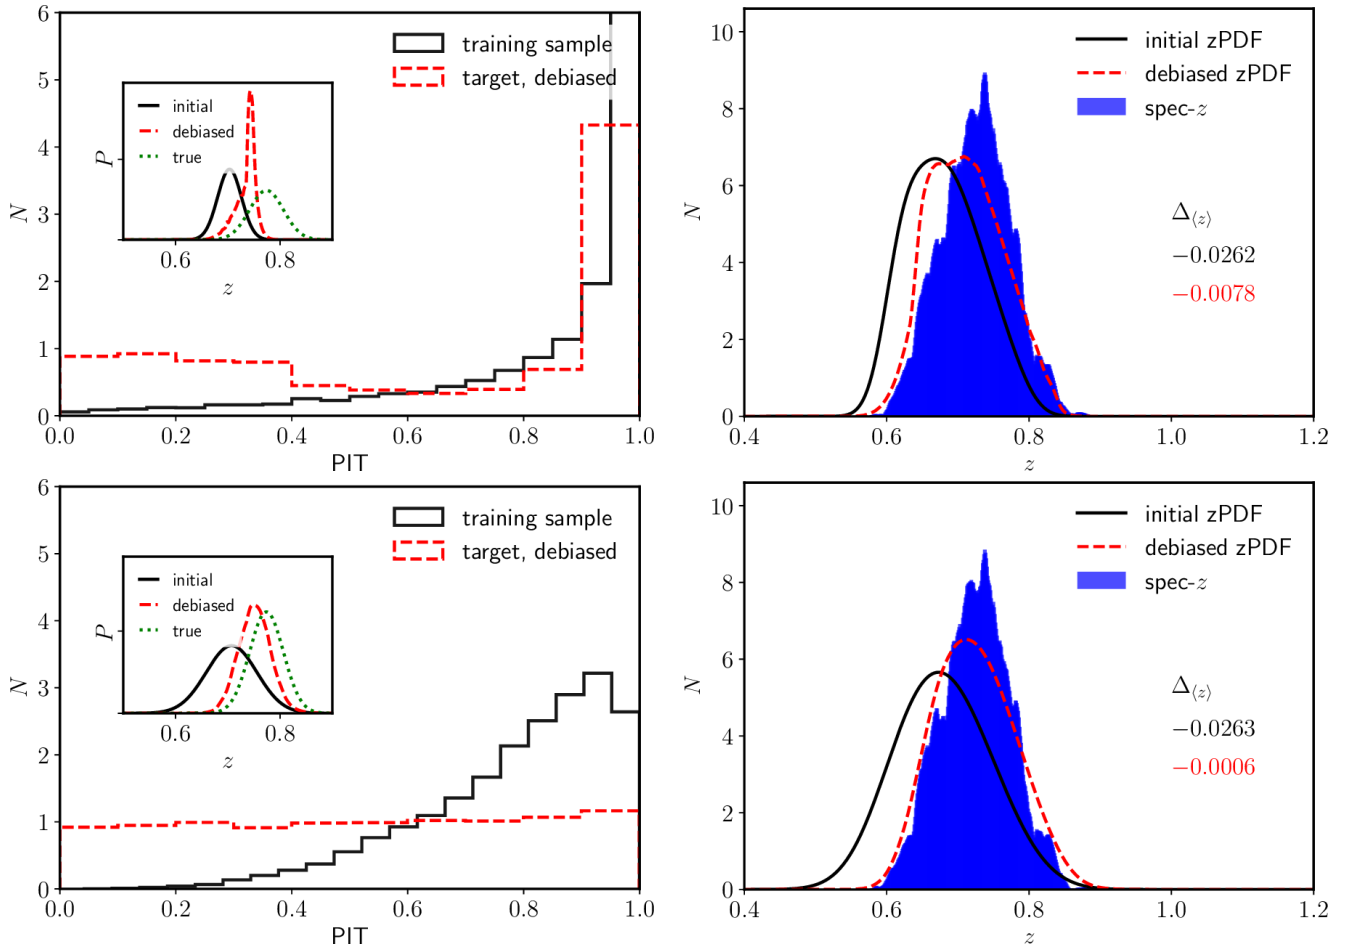 6
5
4
3
2
1
0
N
training sample
target, debiased
initial
debiased
true
P
0.6
0.8
z
0.0
0.2
0.4
0.6
0.8
1.0
PIT
10
8
6
4
2
0
N
initial zPDF
debiased zPDF
spec-z
Δ⟨z⟩
−0.0262
−0.0078
0.4
0.6
0.8
1.0
1.2
z
6
5
4
3
2
1
0
N
training sample
target, debiased
initial
debiased
true
P
0.6
0.8
z
0.0
0.2
0.4
0.6
0.8
1.0
PIT
10
8
6
4
2
0
N
initial zPDF
debiased zPDF
spec-z
Δ⟨z⟩
−0.0263
−0.0006
0.4
0.6
0.8
1.0
1.2
z